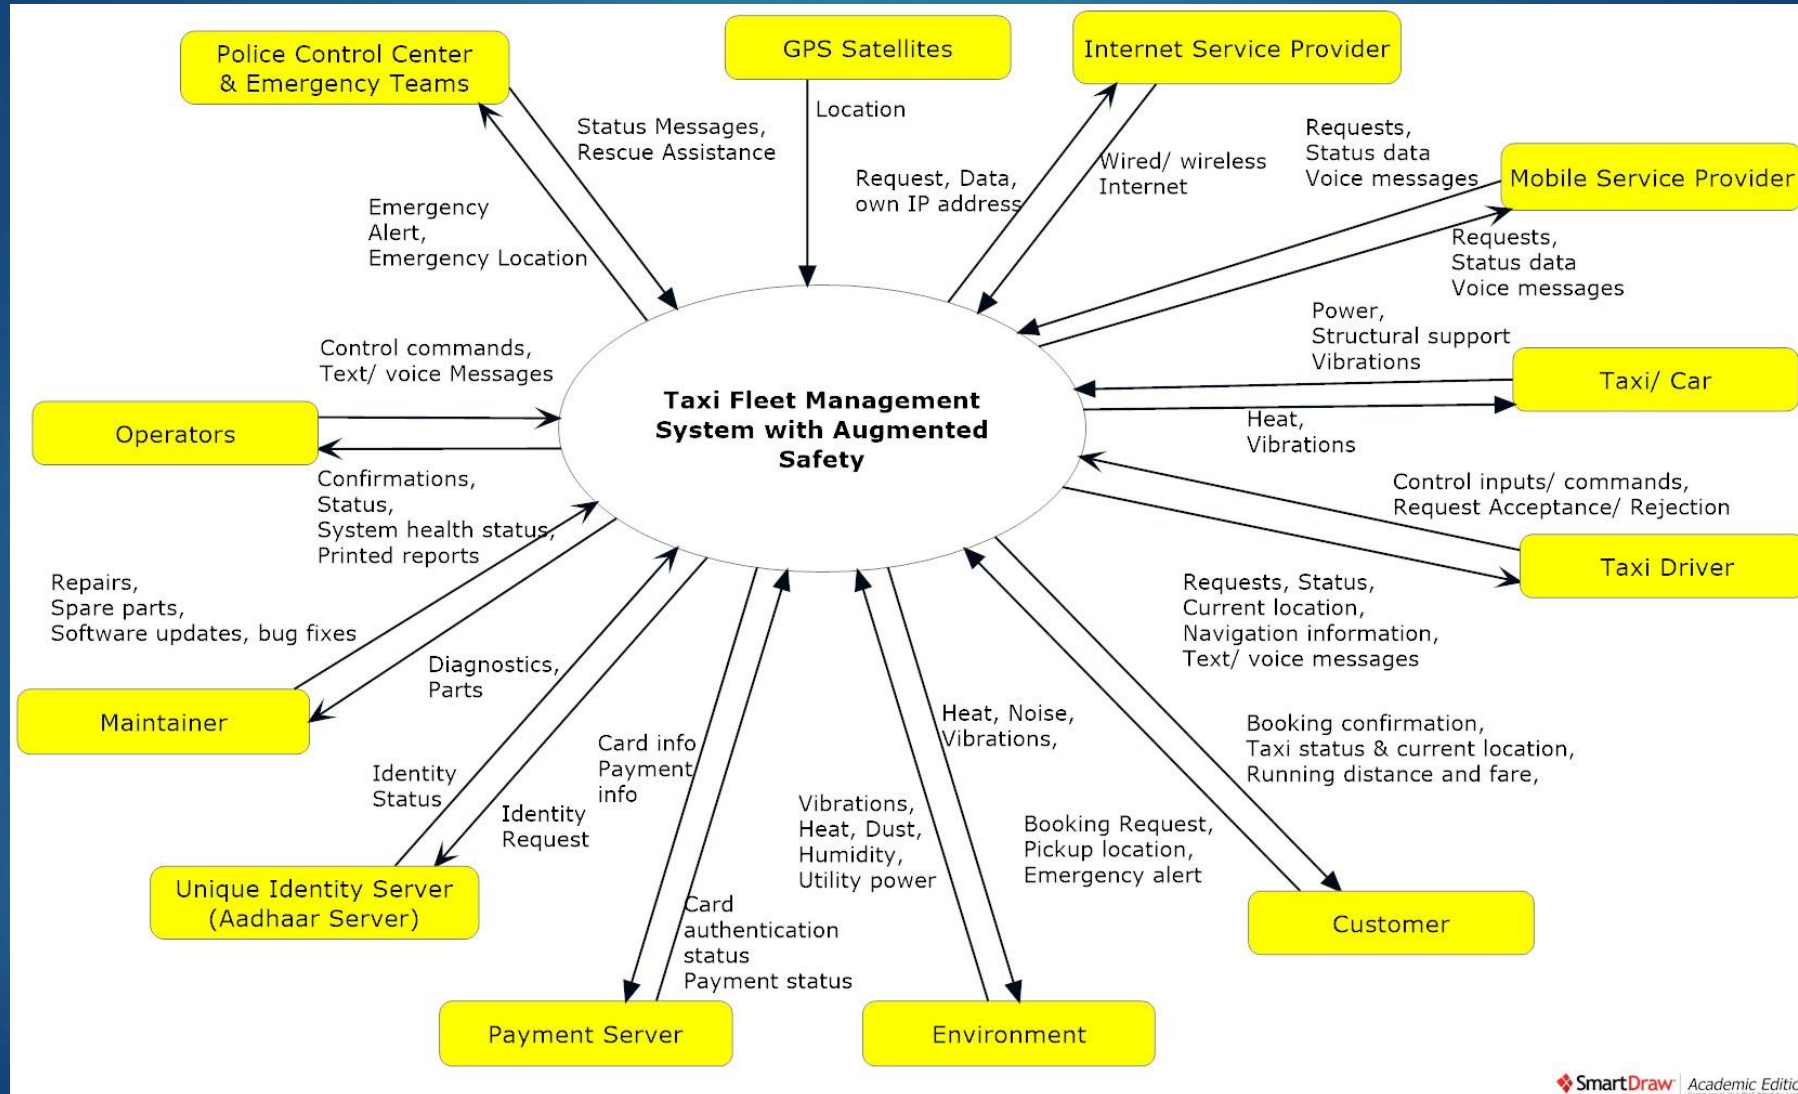 Police Control Center
& Emergency Teams
GPS Satellites
Internet Service Provider
Location
Status Messages,
Rescue Assistance
Requests,
Status data
Voice messages
Wired/ wireless
Internet
Request, Data,
own IP address
Mobile Service Provider
Emergency
Alert,
Emergency Location
Requests,
Status data
Voice messages
Power,
Structural support
Vibrations
Control commands,
Text/ voice Messages
Taxi/ Car
Taxi Fleet Management
System with Augmented
Safety
Operators
Heat,
Vibrations
Confirmations,
Status,
System health status,
Printed reports
Control inputs/ commands,
Request Acceptance/ Rejection
Taxi Driver
Repairs,
Spare parts,
Software updates, bug fixes
Requests, Status,
Current location,
Navigation information,
Text/ voice messages
Diagnostics,
Parts
Maintainer
Heat, Noise,
Vibrations,
Booking confirmation,
Taxi status & current location,
Running distance and fare,
Card info
Payment
info
Identity
Status
Identity
Request
Vibrations,
Heat, Dust,
Humidity,
Utility power
Booking Request,
Pickup location,
Emergency alert
Unique Identity Server
(Aadhaar Server)
Card
authentication
status
Payment status
Customer
Payment Server
Environment
SmartDraw
Academic Editio